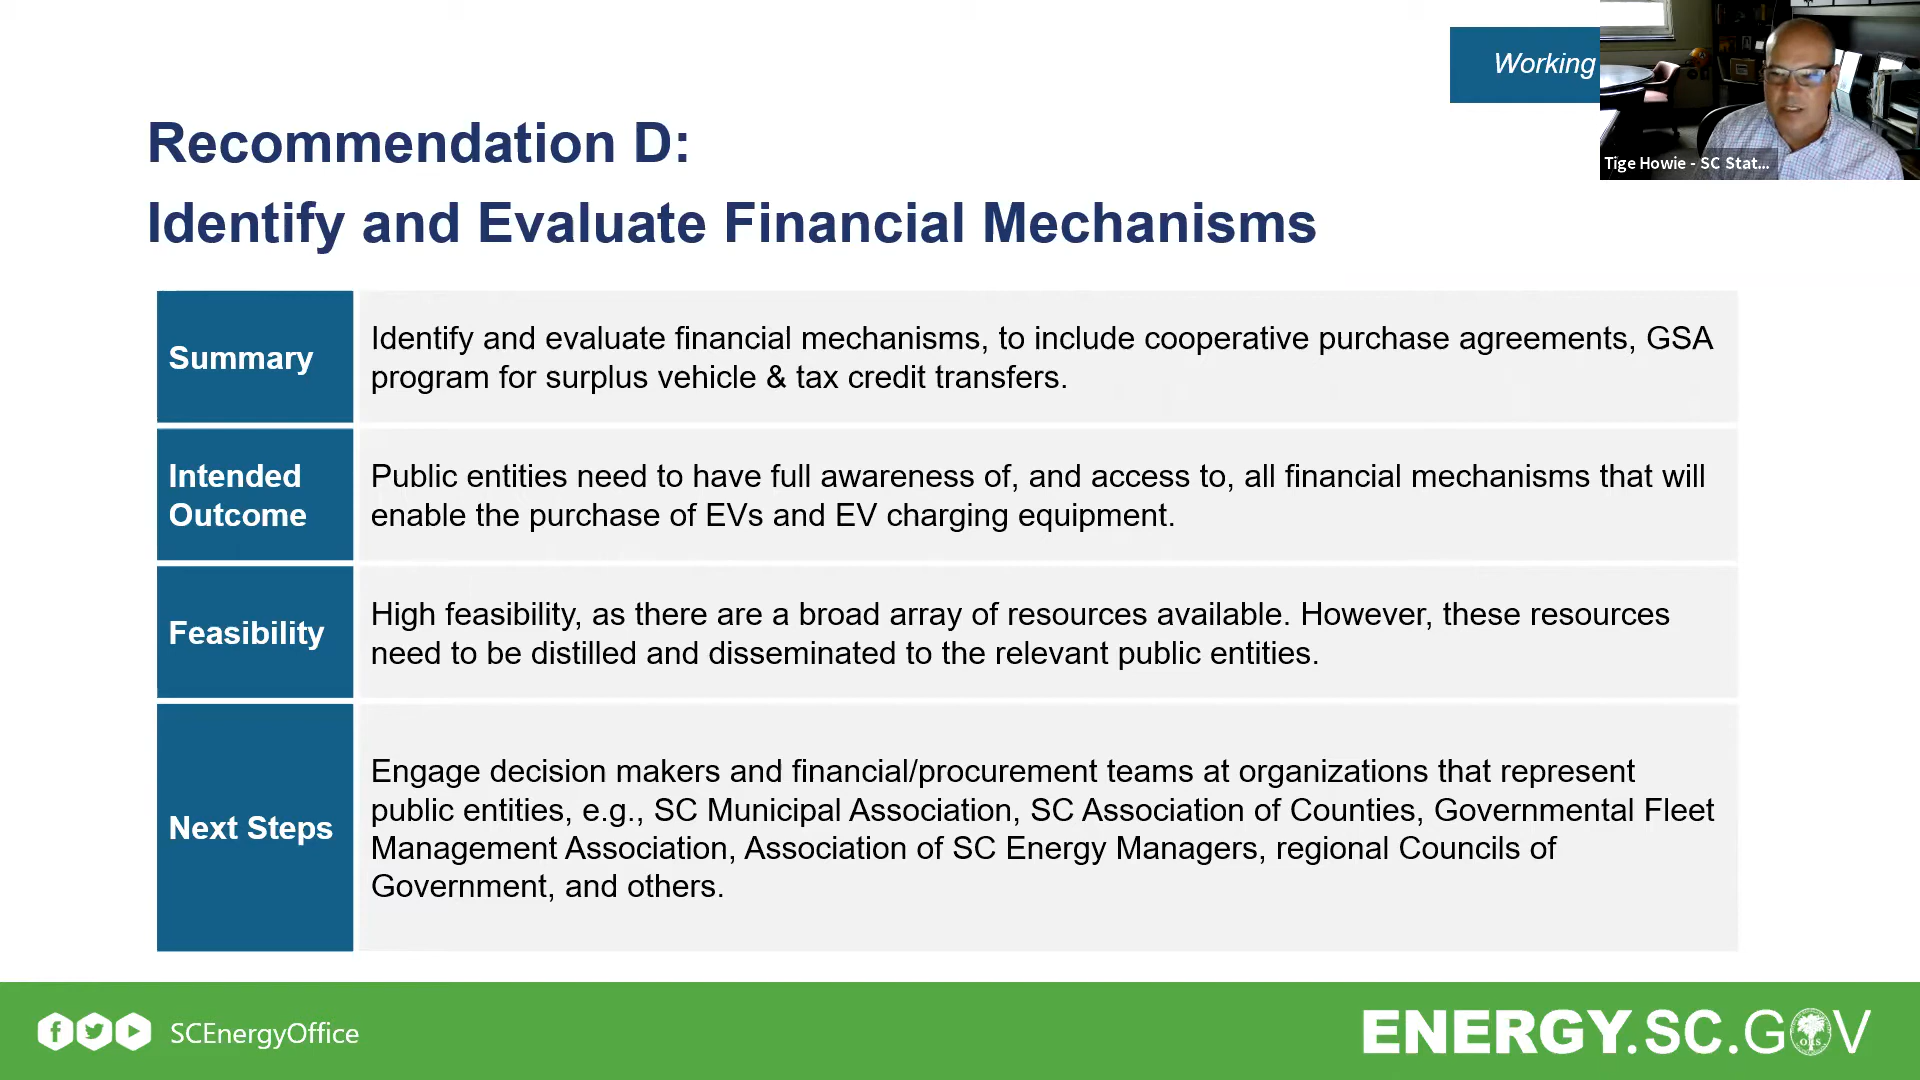 Working
Tige Howie - SC Stat...
Recommendation D:
Identify and Evaluate Financial Mechanisms
Summary
Identify and evaluate financial mechanisms, to include cooperative purchase agreements, GSA
program for surplus vehicle & tax credit transfers.
Intended
Outcome
Public entities need to have full awareness of, and access to, all financial mechanisms that will
enable the purchase of EVs and EV charging equipment.
Feasibility
High feasibility, as there are a broad array of resources available. However, these resources
need to be distilled and disseminated to the relevant public entities.
Next Steps
Engage decision makers and financial/procurement teams at organizations that represent
public entities, e.g., SC Municipal Association, SC Association of Counties, Governmental Fleet
Management Association, Association of SC Energy Managers, regional Councils of
Government, and others.
SCEnergyOffice
ENERGY.SC.GOV